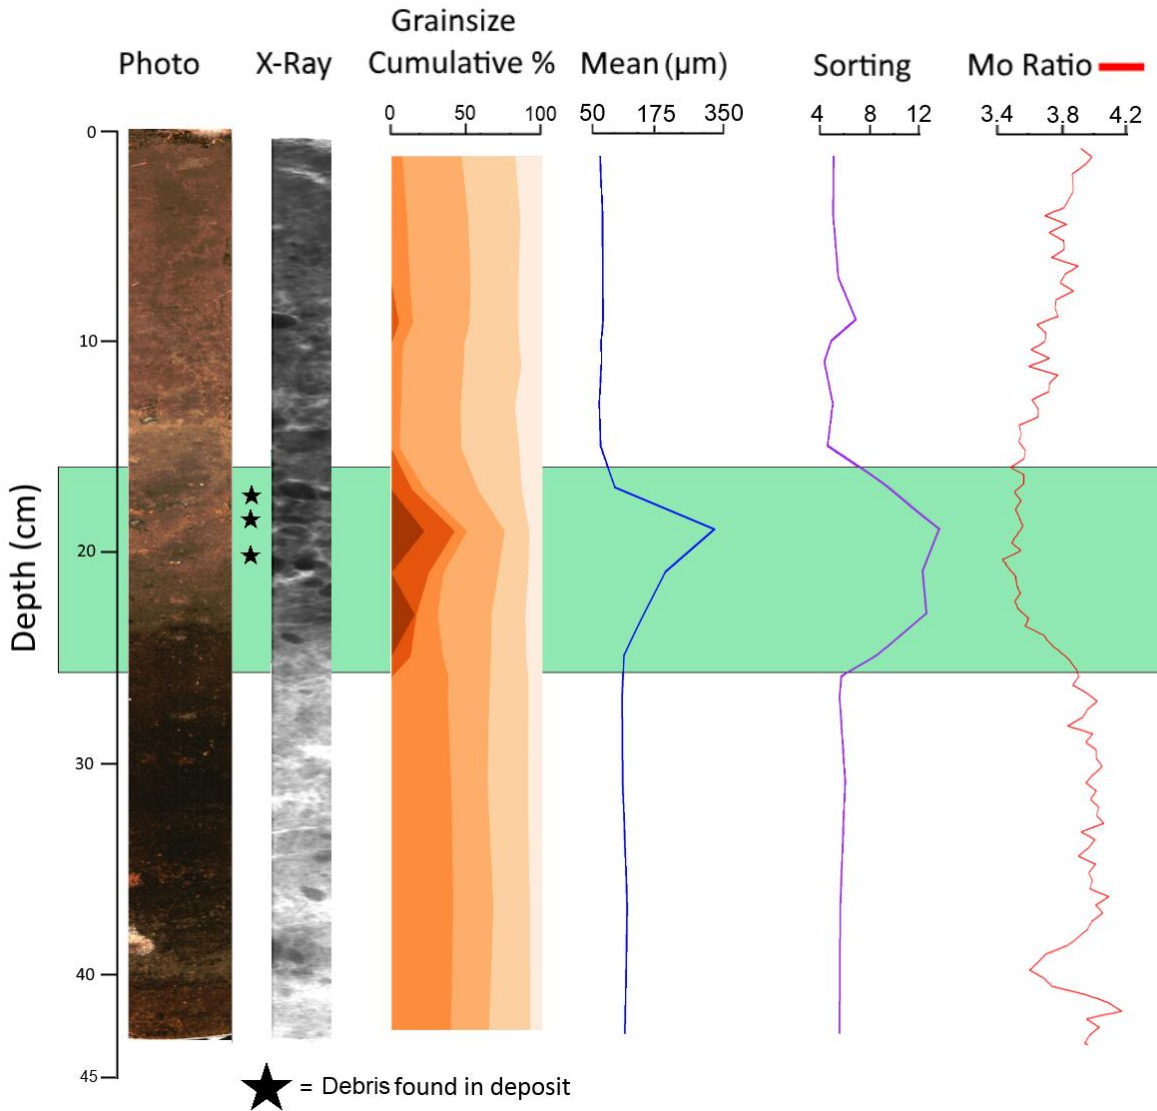 Grainsize
Photo X-Ray Cumulative % Mean (µm) Sorting Mo Ratio
0 50 100 50 175 350 4 8 12 3.4 3.8 4.2
0
10
20
30
40
45
Depth (cm)
= Debris found in deposit